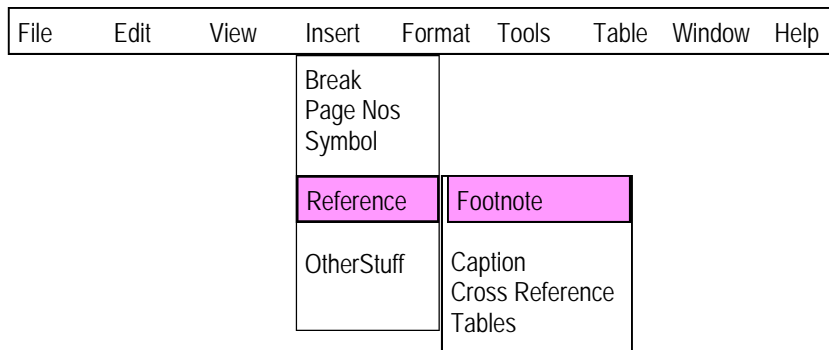 File Edit View Insert Format Tools Table Window Help
Break
Page Nos
Symbol
Reference Footnote
OtherStuff Caption
Cross Reference
Tables